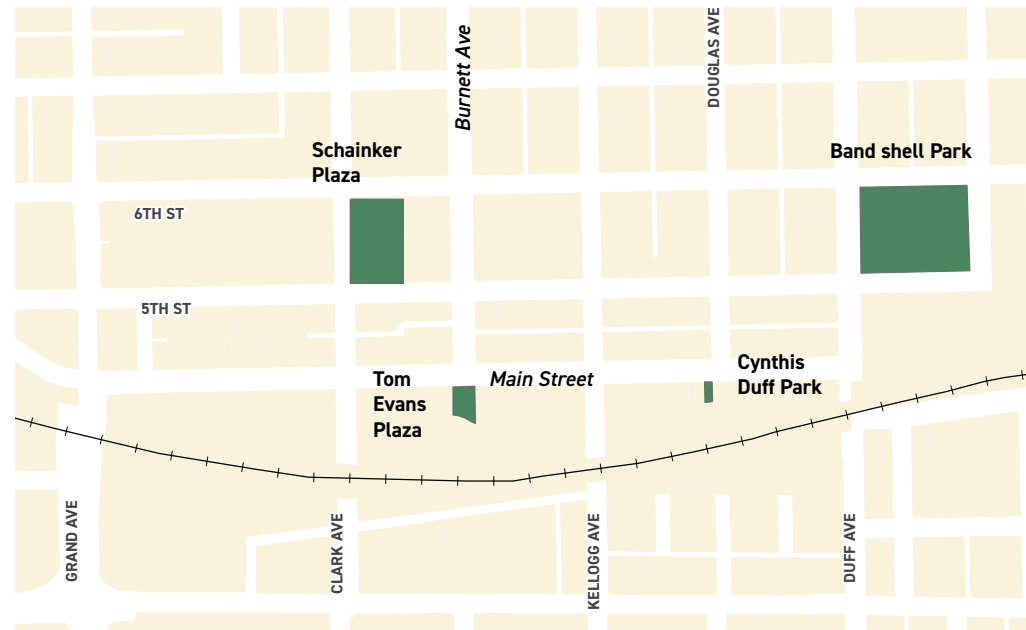 Burnett Ave
DOUGLAS AVE
Schainker
Plaza
Band shell Park
6TH ST
5TH ST
Tom
Evans
Plaza
Main Street
Cynthis
Duff Park
GRAND AVE
CLARK AVE
KELLOGG AVE
DUFF AVE